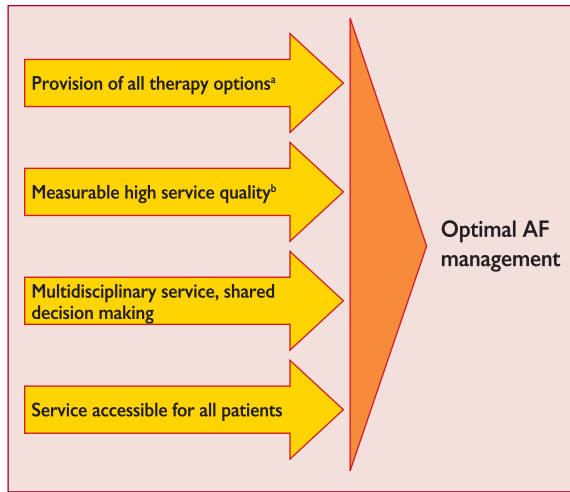 Provision of all therapy optionsᵃ
Measurable high service qualityᵇ
Multidisciplinary service, shared
decision making
Service accessible for all patients
Optimal AF
management